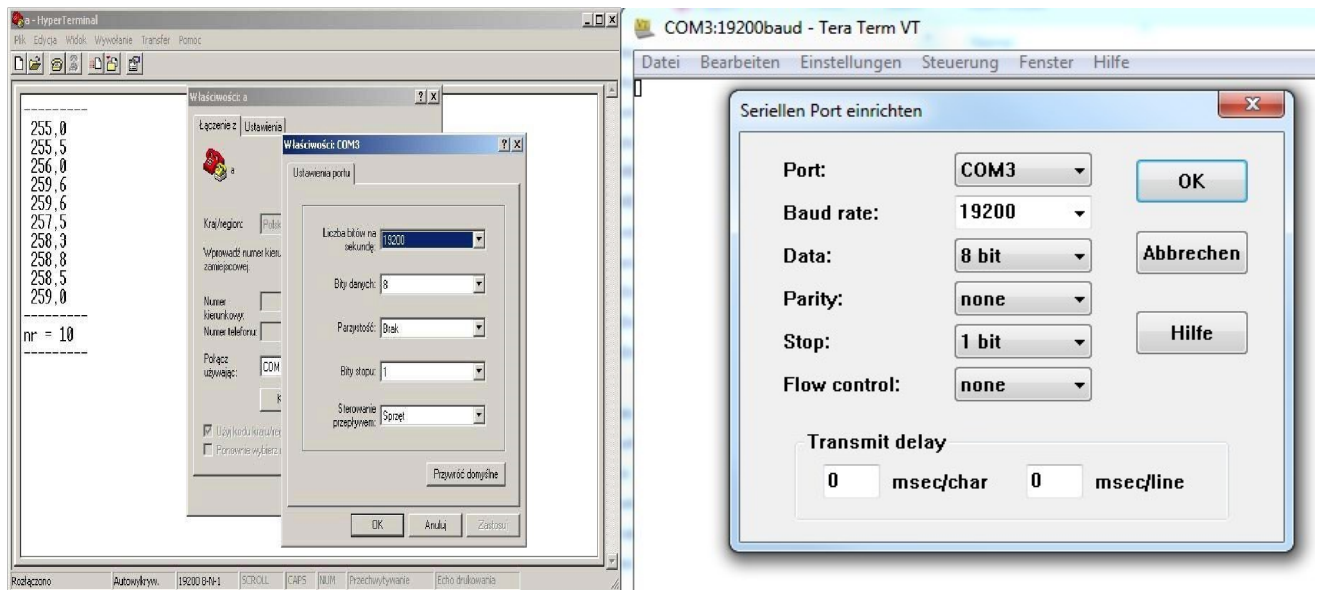 a - HyperTerminal
Plik Edycja Widok Wywołanie Transfer Pomoc
---------
255,0
255,5
256,0
259,6
259,6
257,5
258,3
258,8
258,5
259,0
---------
nr = 10
---------
Właściwości: a
Łączenie z Ustawienia
a
Kraj/region:
Wprowadź numer
zamiejscowej.
Numer
kierunkowy:
Numer telefonu:
Połącz
używając: COM
Właściwości: COM3
Ustawienia portu
Liczba bitów na
sekundę: 19200
Bity danych: 8
Parzystość: Brak
Bity stopu: 1
Sterowanie
przepływem: Sprzęt
Przywróć domyślne
OK Anuluj Zastosuj
Rozłączono Autowykryw. 19200 8-N-1 SCROLL CAPS NUM Przechwytywanie Echo drukowania
COM3:19200baud - Tera Term VT
Datei Bearbeiten Einstellungen Steuerung Fenster Hilfe
Seriellen Port einrichten
Port: COM3
OK
Baud rate: 19200
Data: 8 bit
Abbrechen
Parity: none
Stop: 1 bit
Hilfe
Flow control: none
Transmit delay
0 msec/char 0 msec/line